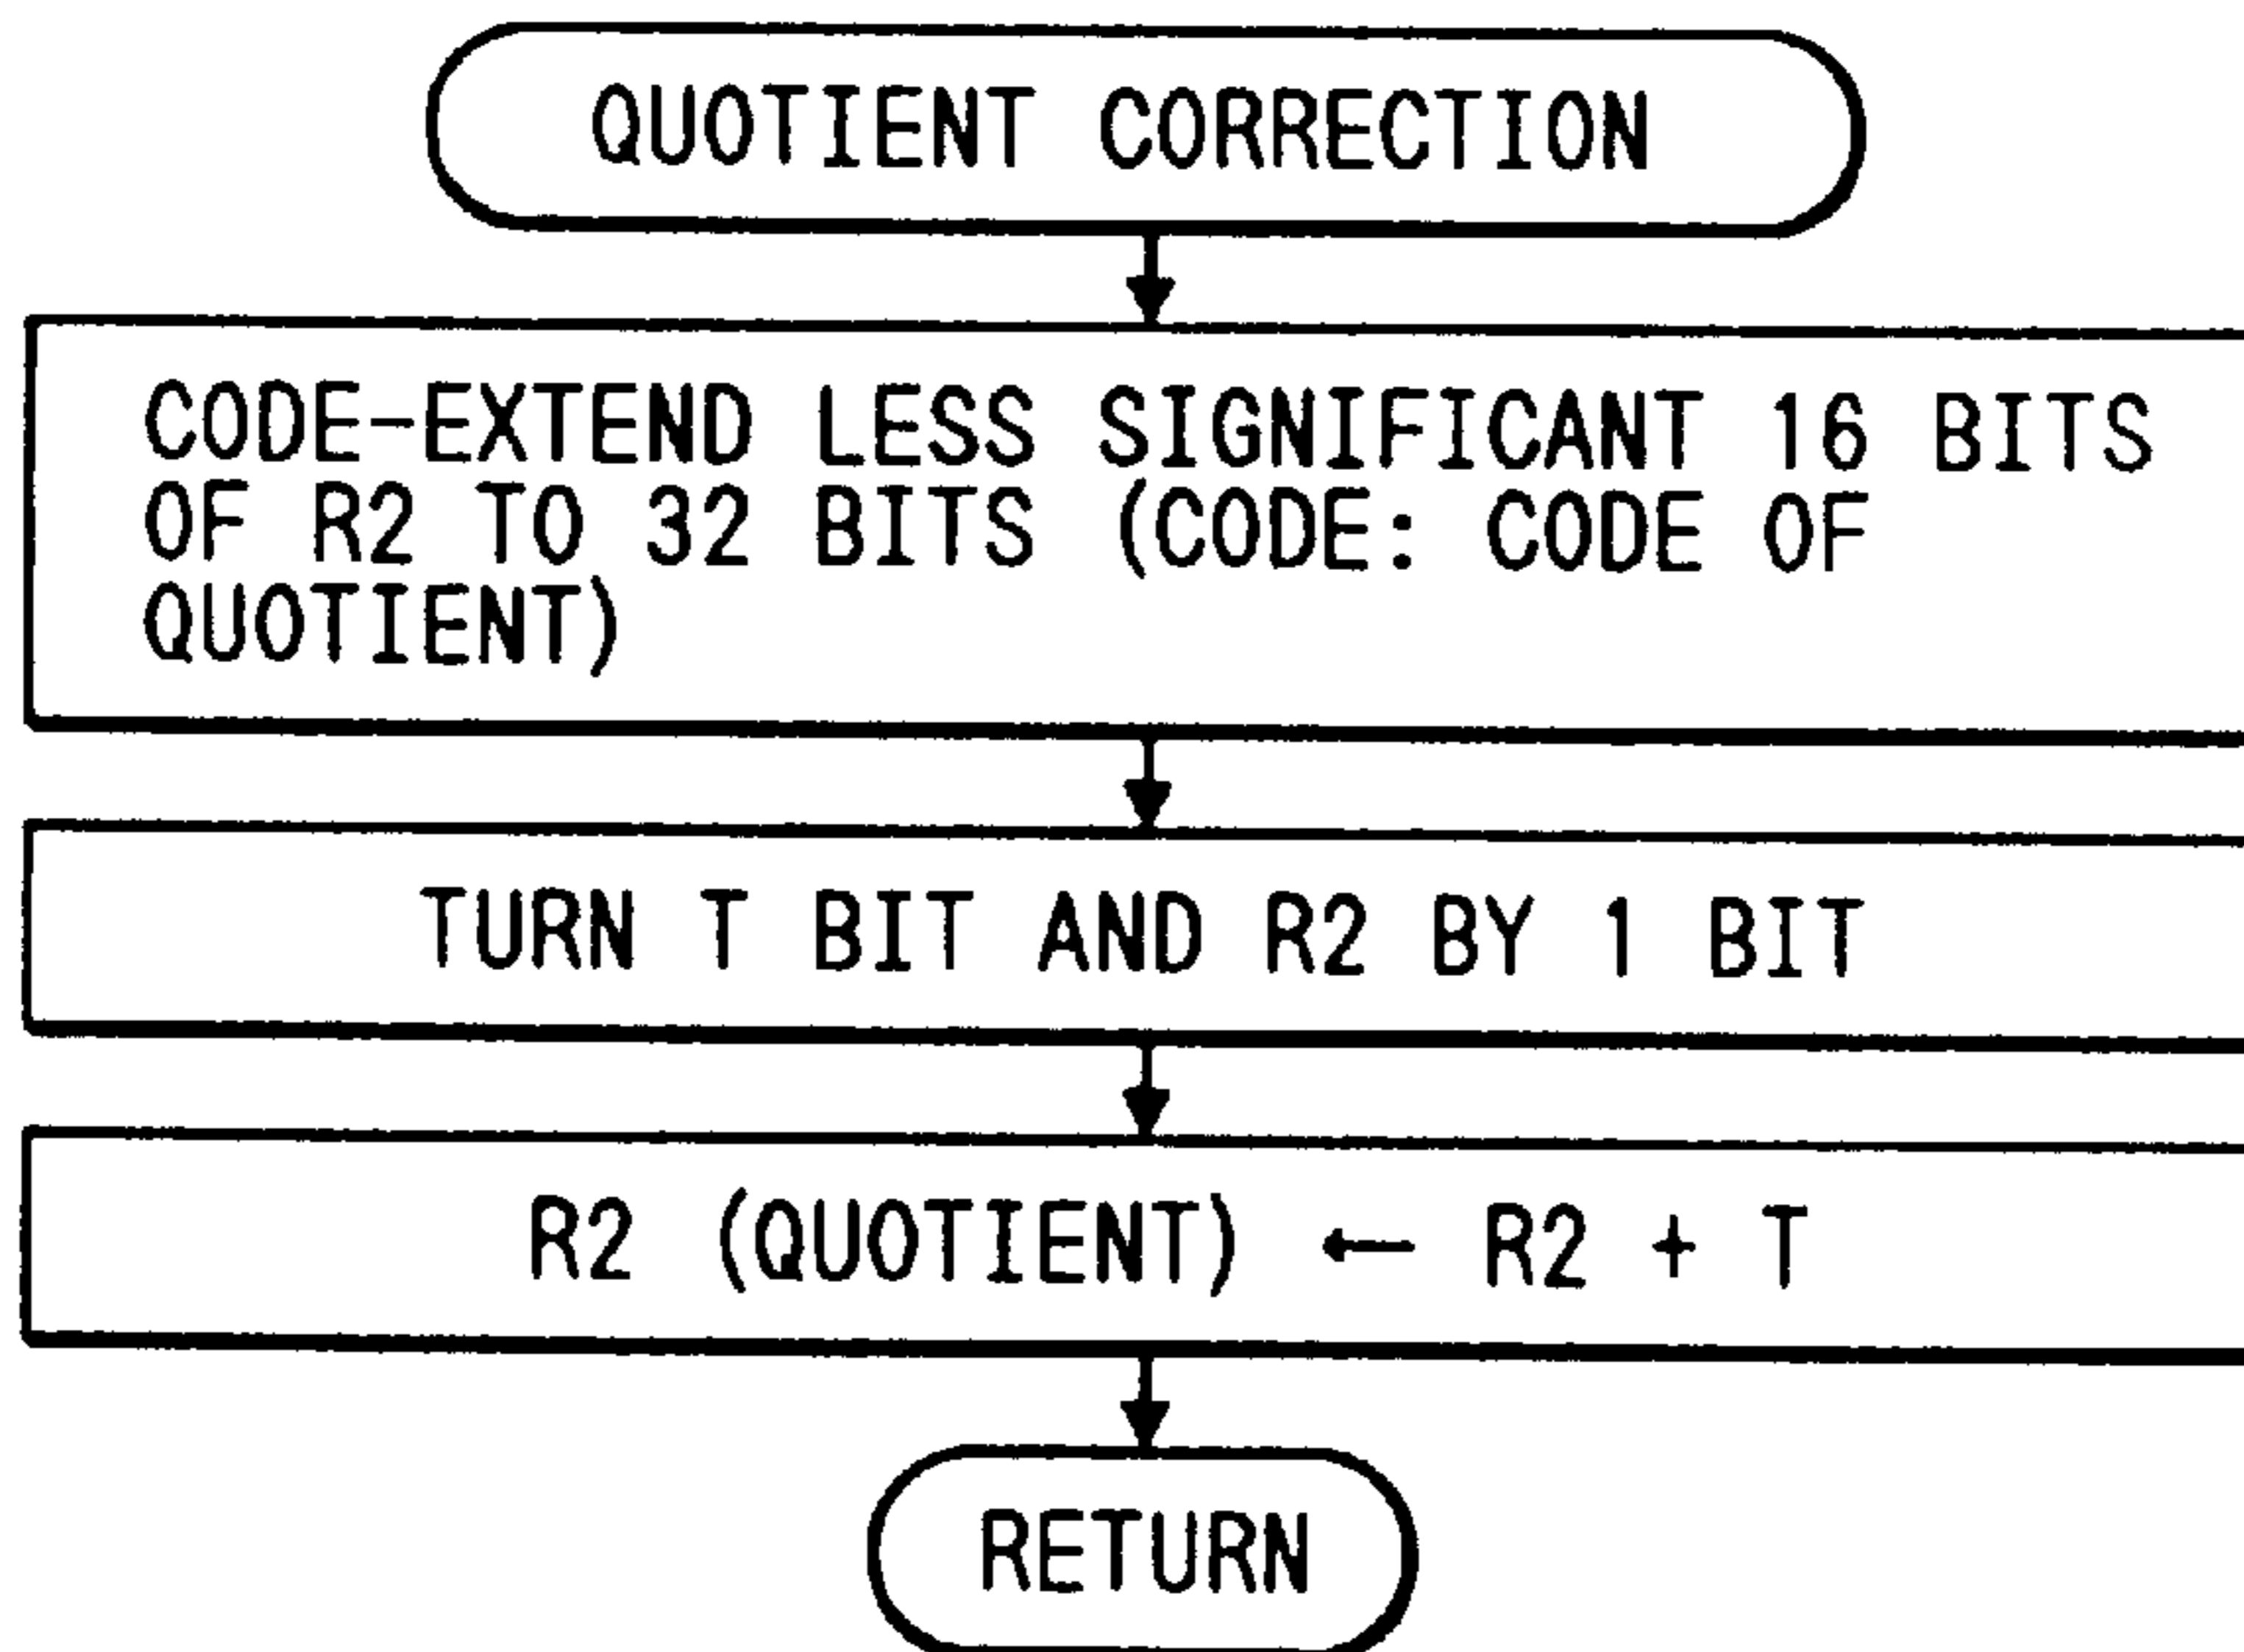 QUOTIENT CORRECTION
CODE-EXTEND LESS SIGNIFICANT 16 BITS
OF R2 TO 32 BITS (CODE: CODE OF
QUOTIENT)
TURN T BIT AND R2 BY 1 BIT
R2 (QUOTIENT) ← R2 + T
RETURN